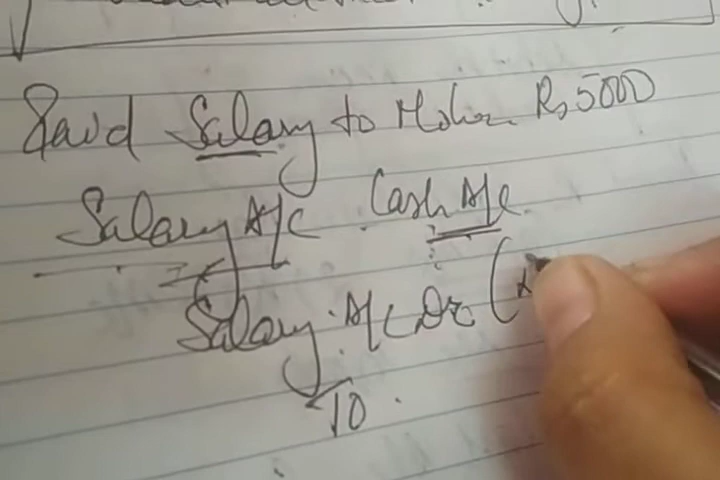 Paid Salary to Mohan Rs 5000
Salary A/C Cash A/c
Salary A/C Dr (
To